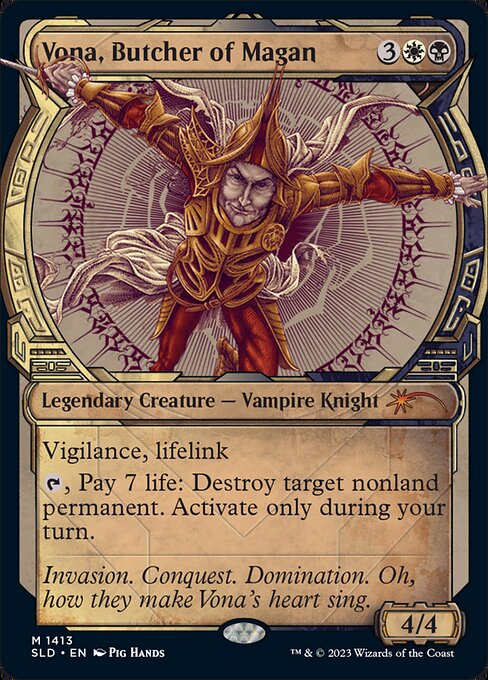 Vona, Butcher of Magan 3
Legendary Creature — Vampire Knight
Vigilance, lifelink
, Pay 7 life: Destroy target nonland
permanent. Activate only during your
turn.
Invasion. Conquest. Domination. Oh,
how they make Vona's heart sing.
4/4
M 1413
SLD • EN Pig Hands
™ & © 2023 Wizards of the Coast